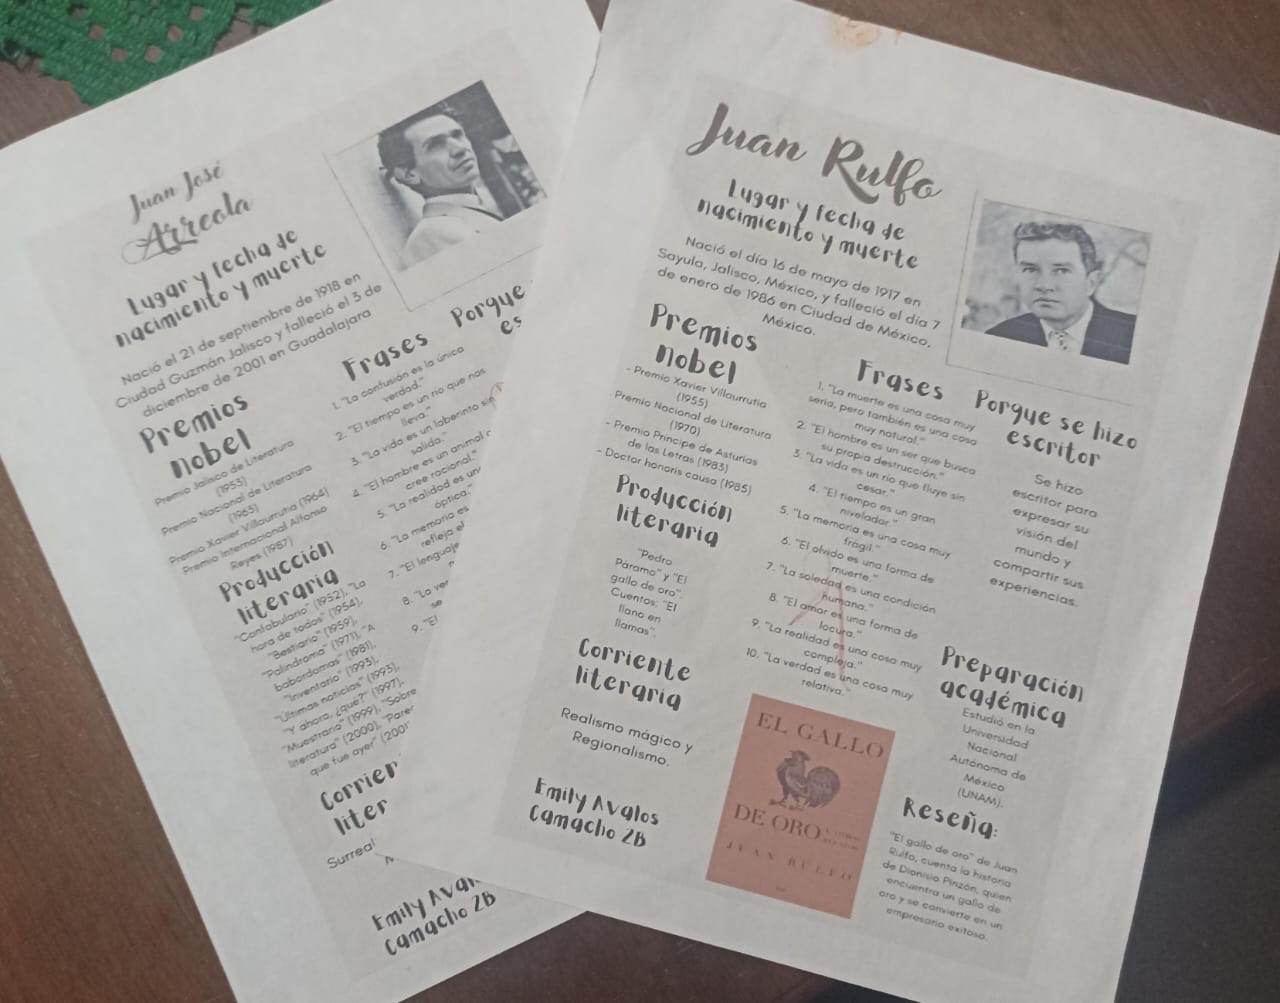 Juan José
Arreola
Lugar y fecha de
nacimiento y muerte
Nació el 21 de septiembre de 1918 en
Ciudad Guzmán Jalisco y falleció el 3 de
diciembre de 2001 en Guadalajara
Premios
nobel
Premio Jalisco de Literatura
(1953)
Premio Nacional de Literatura
(1963)
Premio Xavier Villaurrutia (1964)
Premio Internacional Alfonso
Reyes (1987)
Producción
literaria
"Confabulario" (1952), "La
hora de todos" (1954),
"Bestiario" (1959),
"Palindroma" (1971), "A
babordomas" (1981),
"Inventario" (1993),
"Últimas noticias" (1993),
"Y ahora, ¿qué?" (1997),
"Muestrario" (1999), "Sobre
literatura" (2000), "Parec
que fue ayer" (2001
Corrier
liter
Surreal
Emily Avalo
Camacho 2B
Frases
1. "La confusión es la única
verdad."
2. "El tiempo es un río que nos
lleva."
3. "La vida es un laberinto sin
salida."
4. "El hombre es un animal
cree racional."
5. "La realidad es un
óptica."
6. "La memoria es
refleja el
7. "El lenguaje
8. "La ver
se
9. "El
Porque
es
Juan Rulfo
Lugar y fecha de
nacimiento y muerte
Nació el día 16 de mayo de 1917 en
Sayula, Jalisco, México, y falleció el día 7
de enero de 1986 en Ciudad de México,
México.
Premios
nobel
- Premio Xavier Villaurrutia
(1955)
Premio Nacional de Literatura
(1970)
- Premio Príncipe de Asturias
de las Letras (1983)
- Doctor honoris causa (1985)
Producción
literaria
"Pedro
Páramo" y "El
gallo de oro".
Cuentos: "El
llano en
llamas".
Corriente
literaria
Realismo mágico y
Regionalismo.
Emily Avalos
Camacho 2B
Frases
1. "La muerte es una cosa muy
seria, pero también es una cosa
muy natural."
2. "El hombre es un ser que busca
su propia destrucción."
3. "La vida es un río que fluye sin
cesar."
4. "El tiempo es un gran
nivelador."
5. "La memoria es una cosa muy
frágil."
6. "El olvido es una forma de
muerte."
7. "La soledad es una condición
humana."
8. "El amor es una forma de
locura."
9. "La realidad es una cosa muy
compleja."
10. "La verdad es una cosa muy
relativa."
EL GALLO
DE ORO
JUAN RULFO
Porque se hizo
escritor
Se hizo
escritor para
expresar su
visión del
mundo y
compartir sus
experiencias.
Preparación
académica
Estudió en la
Universidad
Nacional
Autónoma de
México
(UNAM).
Reseña:
"El gallo de oro" de Juan
Rulfo, cuenta la historia
de Dionisio Pinzón, quien
encuentra un gallo de
oro y se convierte en un
empresario exitoso.